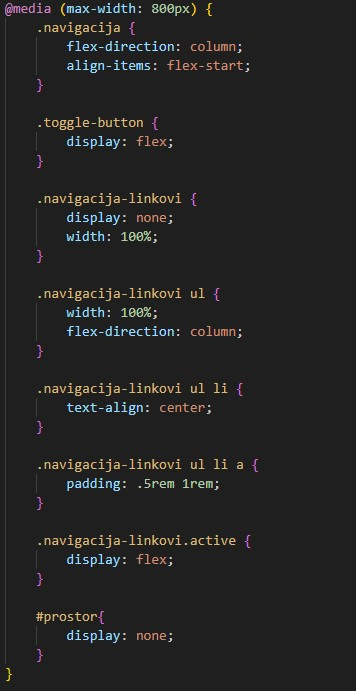 @media (max-width: 800px) {
    .navigacija {
        flex-direction: column;
        align-items: flex-start;
    }

    .toggle-button {
        display: flex;
    }

    .navigacija-linkovi {
        display: none;
        width: 100%;
    }

    .navigacija-linkovi ul {
        width: 100%;
        flex-direction: column;
    }

    .navigacija-linkovi ul li {
        text-align: center;
    }

    .navigacija-linkovi ul li a {
        padding: .5rem 1rem;
    }

    .navigacija-linkovi.active {
        display: flex;
    }

    #prostor{
        display: none;
    }
}